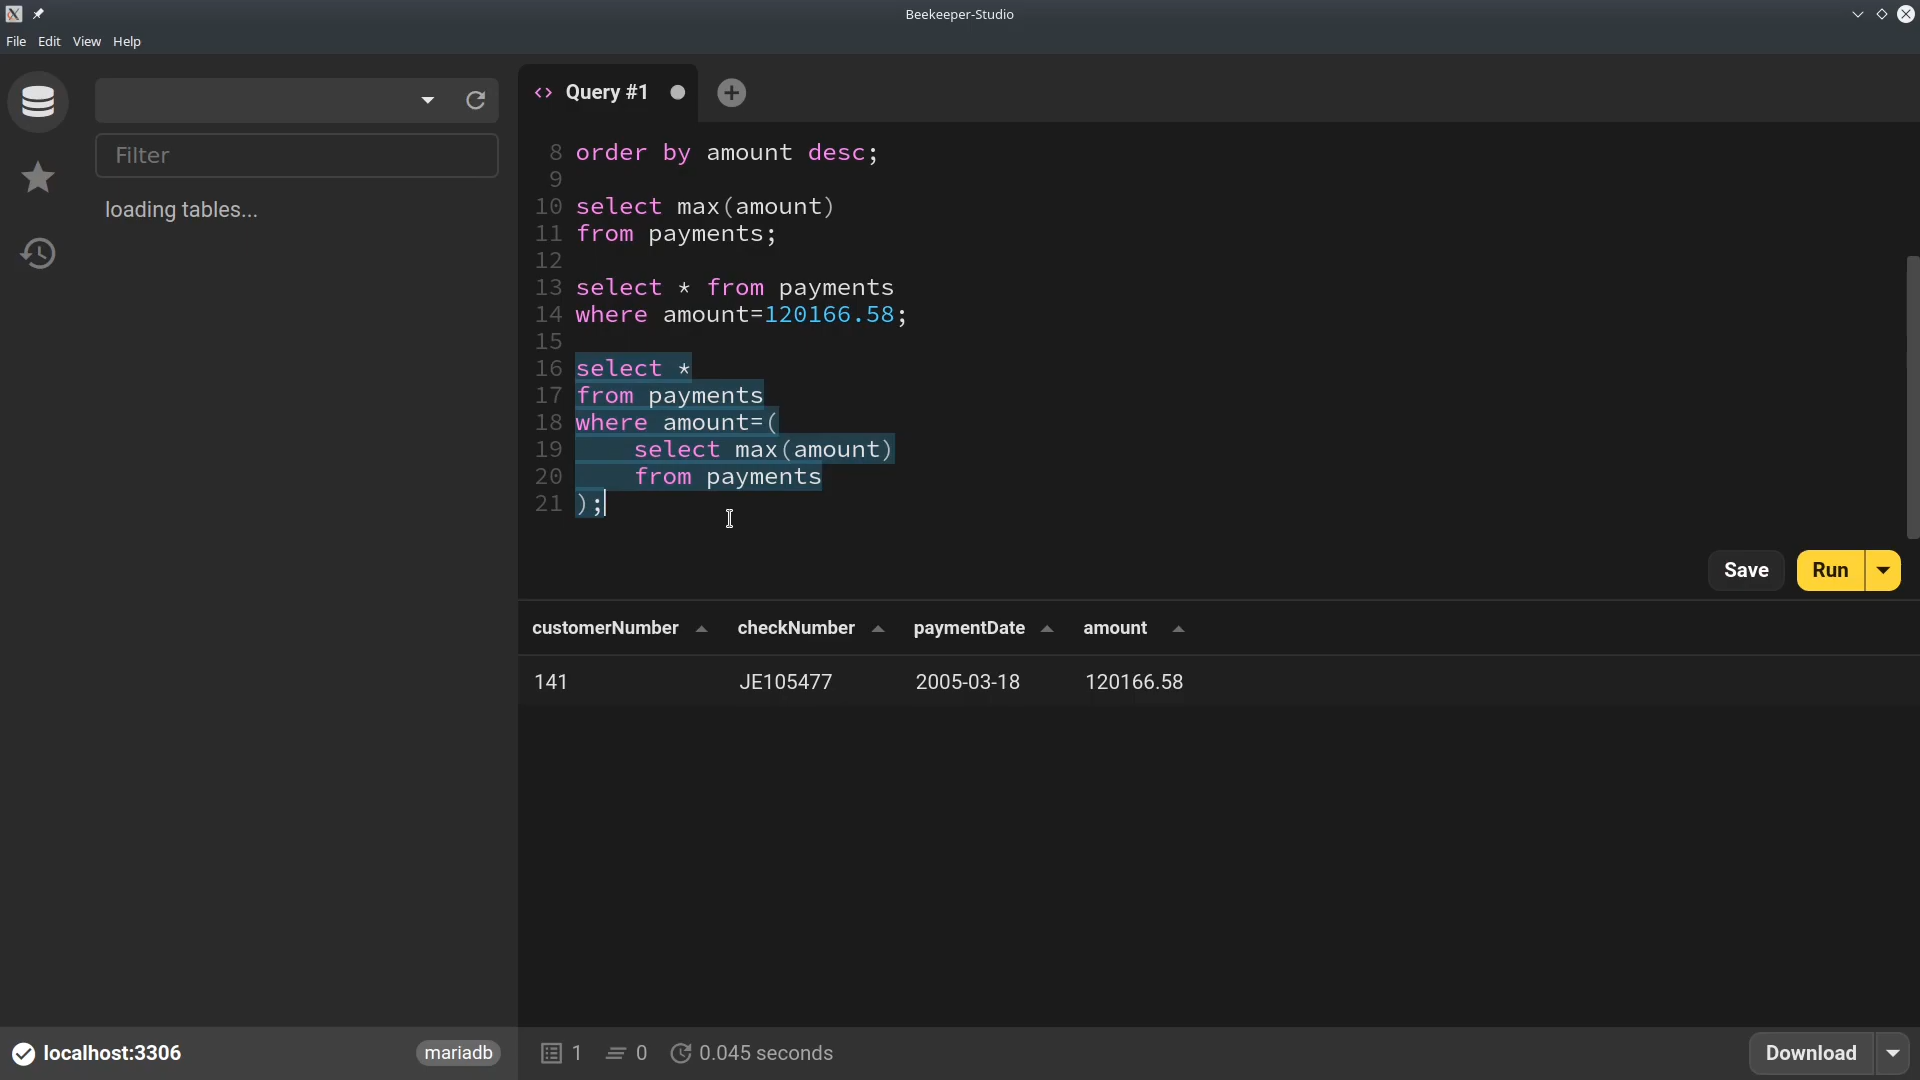 Beekeeper-Studio
File Edit View Help
Filter
loading tables...
<> Query #1
8 order by amount desc;
9
10 select max(amount)
11 from payments;
12
13 select * from payments
14 where amount=120166.58;
15
16 select *
17 from payments
18 where amount=(
19     select max(amount)
20     from payments
21 );
Save Run
customerNumber checkNumber paymentDate amount
141 JE105477 2005-03-18 120166.58
localhost:3306 mariadb 1 0 0.045 seconds Download